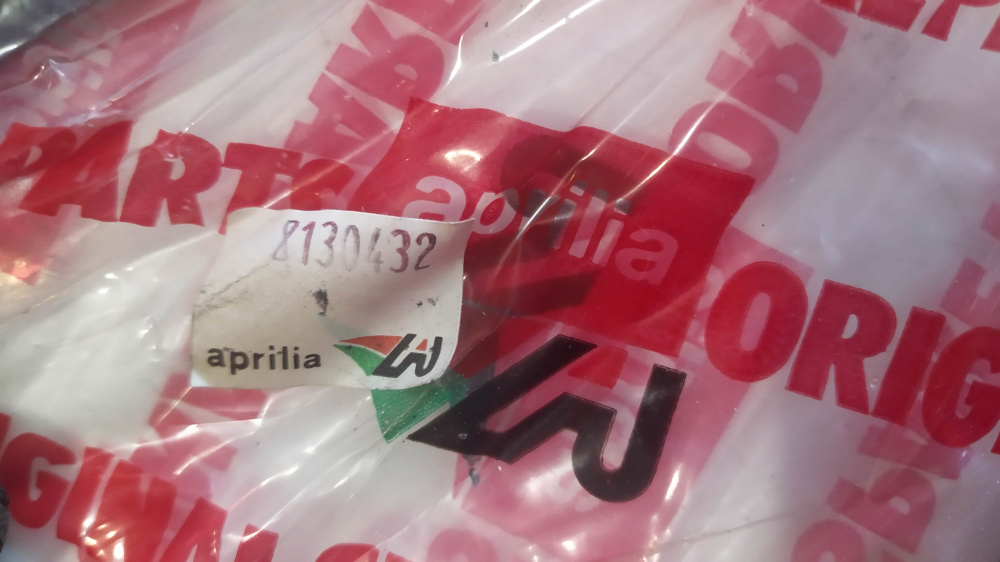 PARTS
aprilia
8130432
aprilia
ORIG
IGINAL